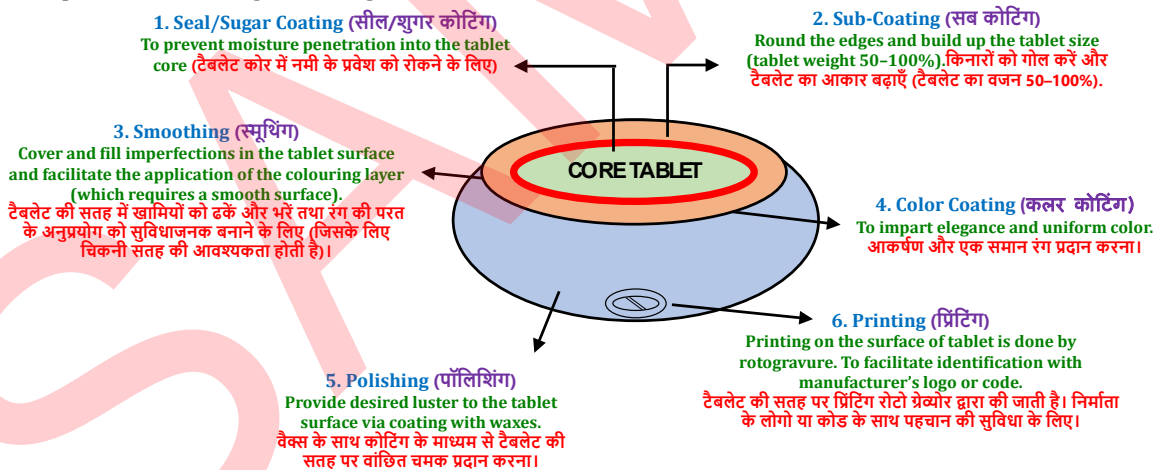 1. Seal/Sugar Coating (सील/शुगर कोटिंग)
To prevent moisture penetration into the tablet
core (टैबलेट कोर में नमी के प्रवेश को रोकने के लिए)
2. Sub-Coating (सब कोटिंग)
Round the edges and build up the tablet size
(tablet weight 50–100%).किनारों को गोल करें और
टैबलेट का आकार बढ़ाएँ (टैबलेट का वजन 50–100%).
3. Smoothing (स्मूथिंग)
Cover and fill imperfections in the tablet surface
and facilitate the application of the colouring layer
(which requires a smooth surface).
टैबलेट की सतह में खामियों को ढकें और भरें तथा रंग की परत
के अनुप्रयोग को सुविधाजनक बनाने के लिए (जिसके लिए
चिकनी सतह की आवश्यकता होती है)।
CORE TABLET
4. Color Coating (कलर कोटिंग)
To impart elegance and uniform color.
आकर्षण और एक समान रंग प्रदान करना।
5. Polishing (पॉलिशिंग)
Provide desired luster to the tablet
surface via coating with waxes.
वैक्स के साथ कोटिंग के माध्यम से टैबलेट की
सतह पर वांछित चमक प्रदान करना।
6. Printing (प्रिंटिंग)
Printing on the surface of tablet is done by
rotogravure. To facilitate identification with
manufacturer's logo or code.
टैबलेट की सतह पर प्रिंटिंग रोटो ग्रेव्योर द्वारा की जाती है। निर्माता
के लोगो या कोड के साथ पहचान की सुविधा के लिए।